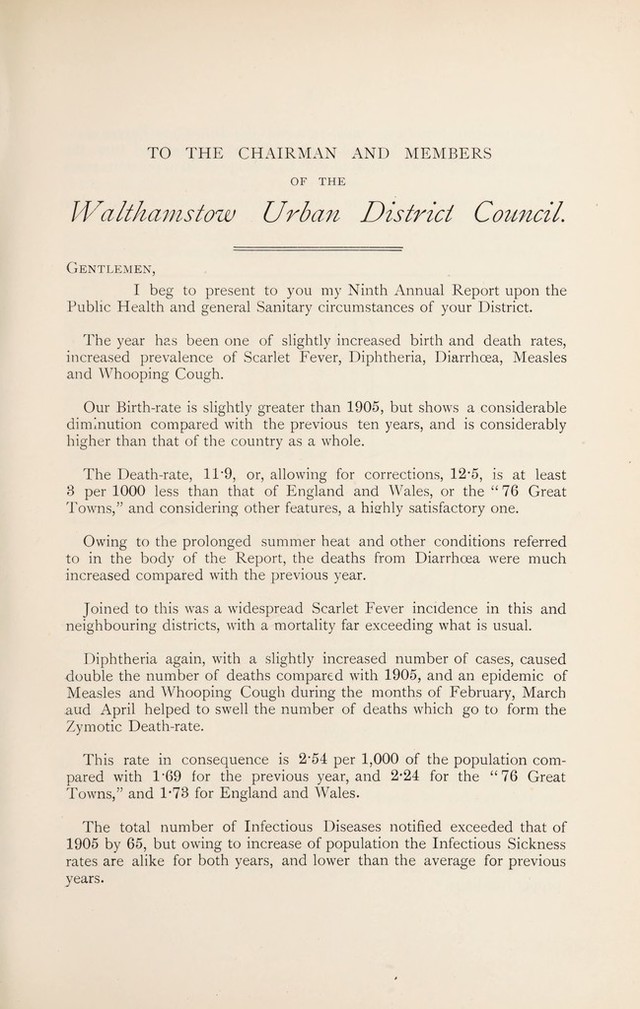 TO THE CHAIRMAN AND MEMBERS
OF THE
Walthamstow Urban District Council.
GENTLEMEN,
I beg to present to you my Ninth Annual Report upon the
Public Health and general Sanitary circumstances of your District.
The year has been one of slightly increased birth and death rates,
increased prevalence of Scarlet Fever, Diphtheria, Diarrhœa, Measles
and Whooping Cough.
Our Birth-rate is slightly greater than 1905, but shows a considerable
diminution compared with the previous ten years, and is considerably
higher than that of the country as a whole.
The Death-rate, 11·9, or, allowing for corrections, 12·5, is at least
3 per 1000 less than that of England and Wales, or the “ 76 Great
Towns,” and considering other features, a highly satisfactory one.
Owing to the prolonged summer heat and other conditions referred
to in the body of the Report, the deaths from Diarrhœa were much
increased compared with the previous year.
Joined to this was a widespread Scarlet Fever incidence in this and
neighbouring districts, with a mortality far exceeding what is usual.
Diphtheria again, with a slightly increased number of cases, caused
double the number of deaths compared with 1905, and an epidemic of
Measles and Whooping Cough during the months of February, March
aud April helped to swell the number of deaths which go to form the
Zymotic Death-rate.
This rate in consequence is 2·54 per 1,000 of the population com-
pared with 1·69 for the previous year, and 2·24 for the “ 76 Great
Towns,” and 1·73 for England and Wales.
The total number of Infectious Diseases notified exceeded that of
1905 by 65, but owing to increase of population the Infectious Sickness
rates are alike for both years, and lower than the average for previous
years.